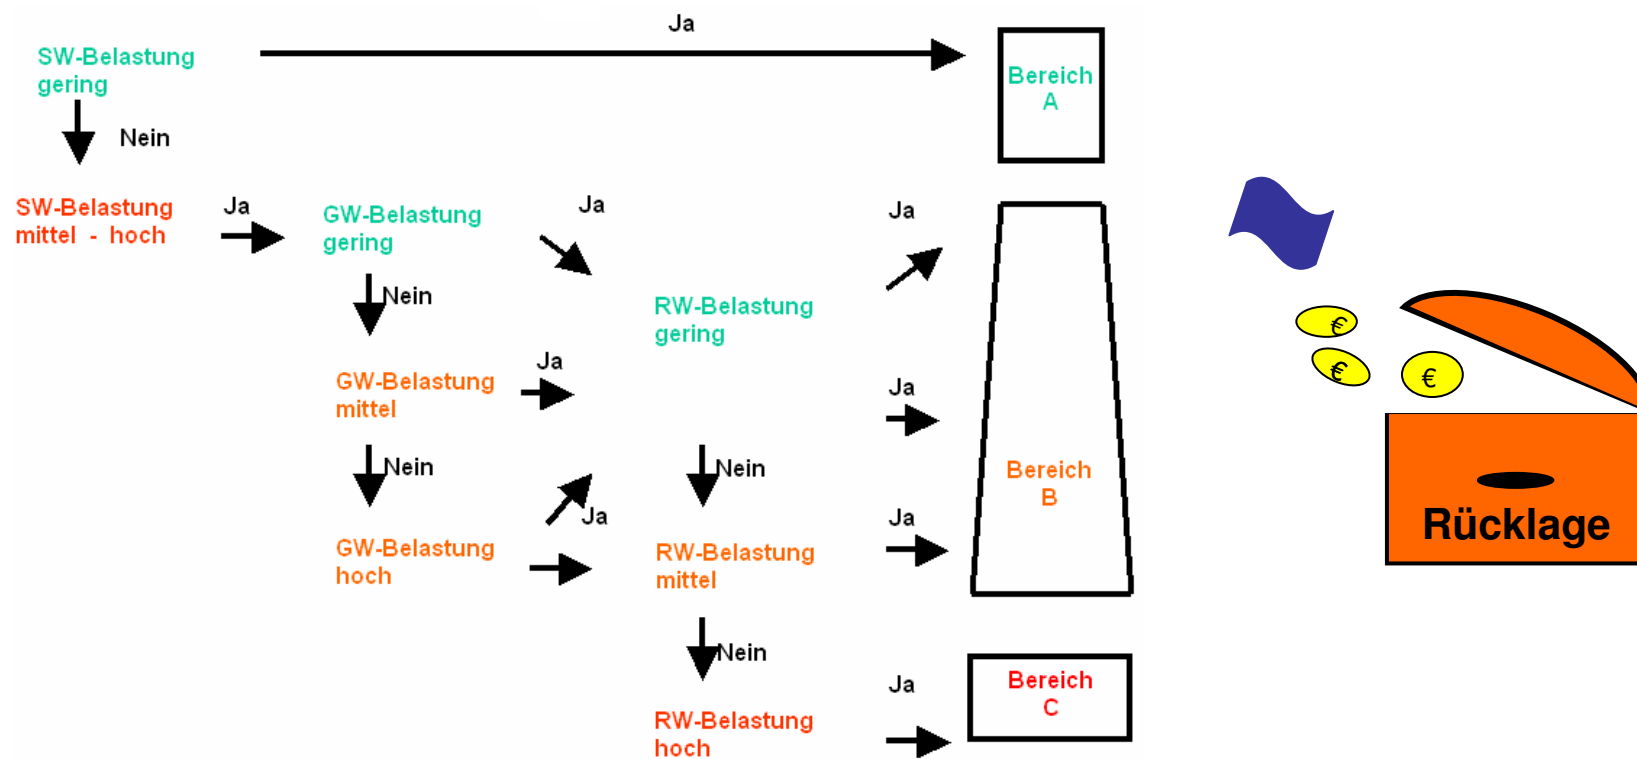 Ja
SW-Belastung
gering
Bereich
A
Nein
SW-Belastung
mittel - hoch
Ja
GW-Belastung
gering
Ja
Ja
Nein
RW-Belastung
gering
€
€
€
GW-Belastung
mittel
Ja
Ja
Nein
Nein
Bereich
B
Ja
Ja
GW-Belastung
hoch
RW-Belastung
mittel
Rücklage
Nein
Ja
Bereich
C
RW-Belastung
hoch